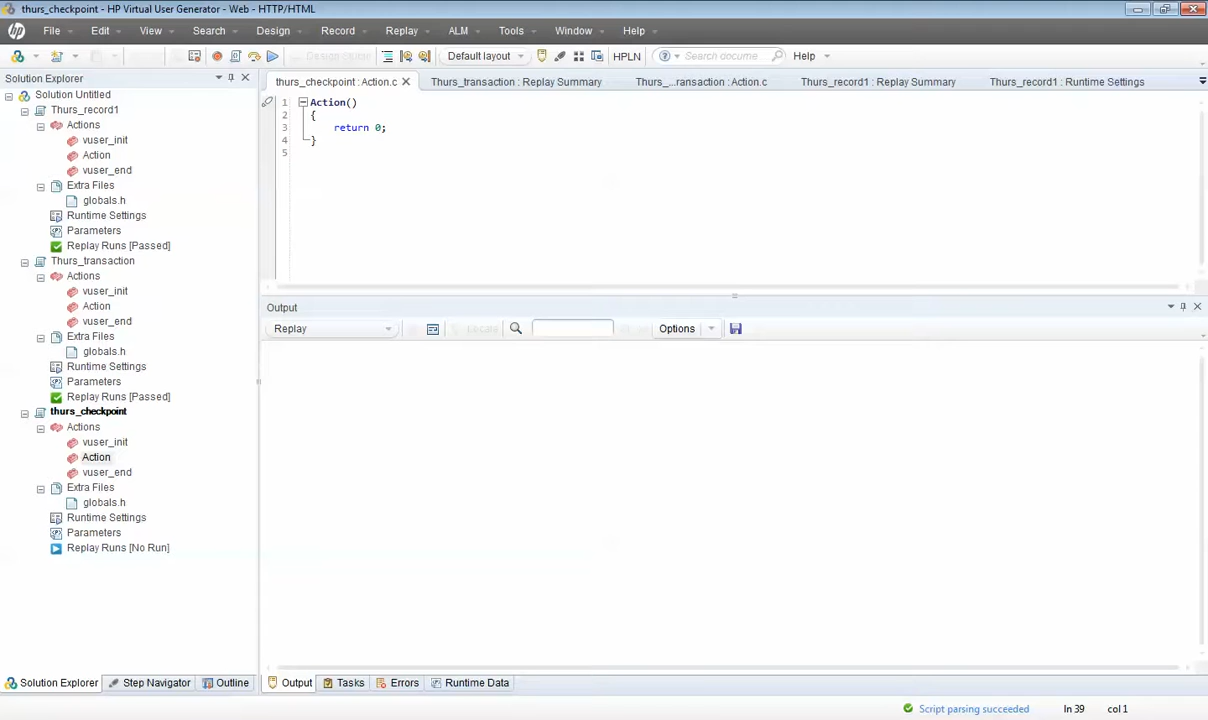 thurs_checkpoint - HP Virtual User Generator - Web - HTTP/HTML
File Edit View Search Design Record Replay ALM Tools Window Help
Design Studio Default layout HPLN Search docume Help
Solution Explorer
thurs_checkpoint : Action.c Thurs_transaction : Replay Summary Thurs_...ransaction : Action.c Thurs_record1 : Replay Summary Thurs_record1 : Runtime Settings
Solution Untitled
Thurs_record1
Actions
vuser_init
Action
vuser_end
Extra Files
globals.h
Runtime Settings
Parameters
Replay Runs [Passed]
Thurs_transaction
Actions
vuser_init
Action
vuser_end
Extra Files
globals.h
Runtime Settings
Parameters
Replay Runs [Passed]
thurs_checkpoint
Actions
vuser_init
Action
vuser_end
Extra Files
globals.h
Runtime Settings
Parameters
Replay Runs [No Run]
1 Action()
2 {
3 return 0;
4 }
5
Output
Replay Locate Options
Solution Explorer Step Navigator Outline Output Tasks Errors Runtime Data
Script parsing succeeded ln 39 col 1